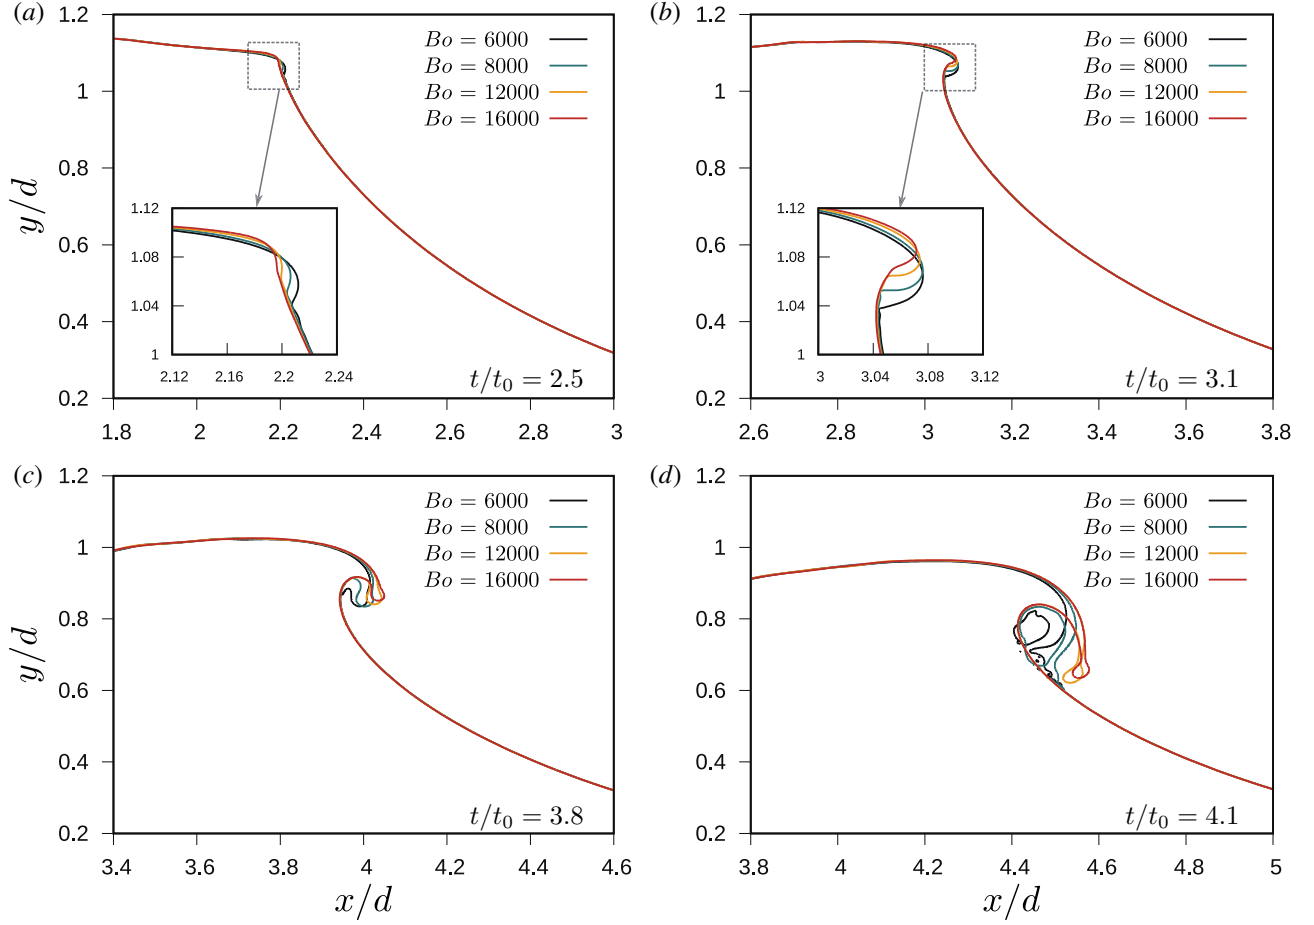 (a)
1.2
1
0.8
0.6
0.4
0.2
y/d
Bo = 6000
Bo = 8000
Bo = 12000
Bo = 16000
1.12
1.08
1.04
1
2.12 2.16 2.2 2.24
t/t0 = 2.5
1.8 2 2.2 2.4 2.6 2.8 3
(b)
1.2
1
0.8
0.6
0.4
0.2
Bo = 6000
Bo = 8000
Bo = 12000
Bo = 16000
1.12
1.08
1.04
1
3 3.04 3.08 3.12
t/t0 = 3.1
2.6 2.8 3 3.2 3.4 3.6 3.8
(c)
1.2
1
0.8
0.6
0.4
0.2
y/d
Bo = 6000
Bo = 8000
Bo = 12000
Bo = 16000
t/t0 = 3.8
3.4 3.6 3.8 4 4.2 4.4 4.6
x/d
(d)
1.2
1
0.8
0.6
0.4
0.2
Bo = 6000
Bo = 8000
Bo = 12000
Bo = 16000
t/t0 = 4.1
3.8 4 4.2 4.4 4.6 4.8 5
x/d